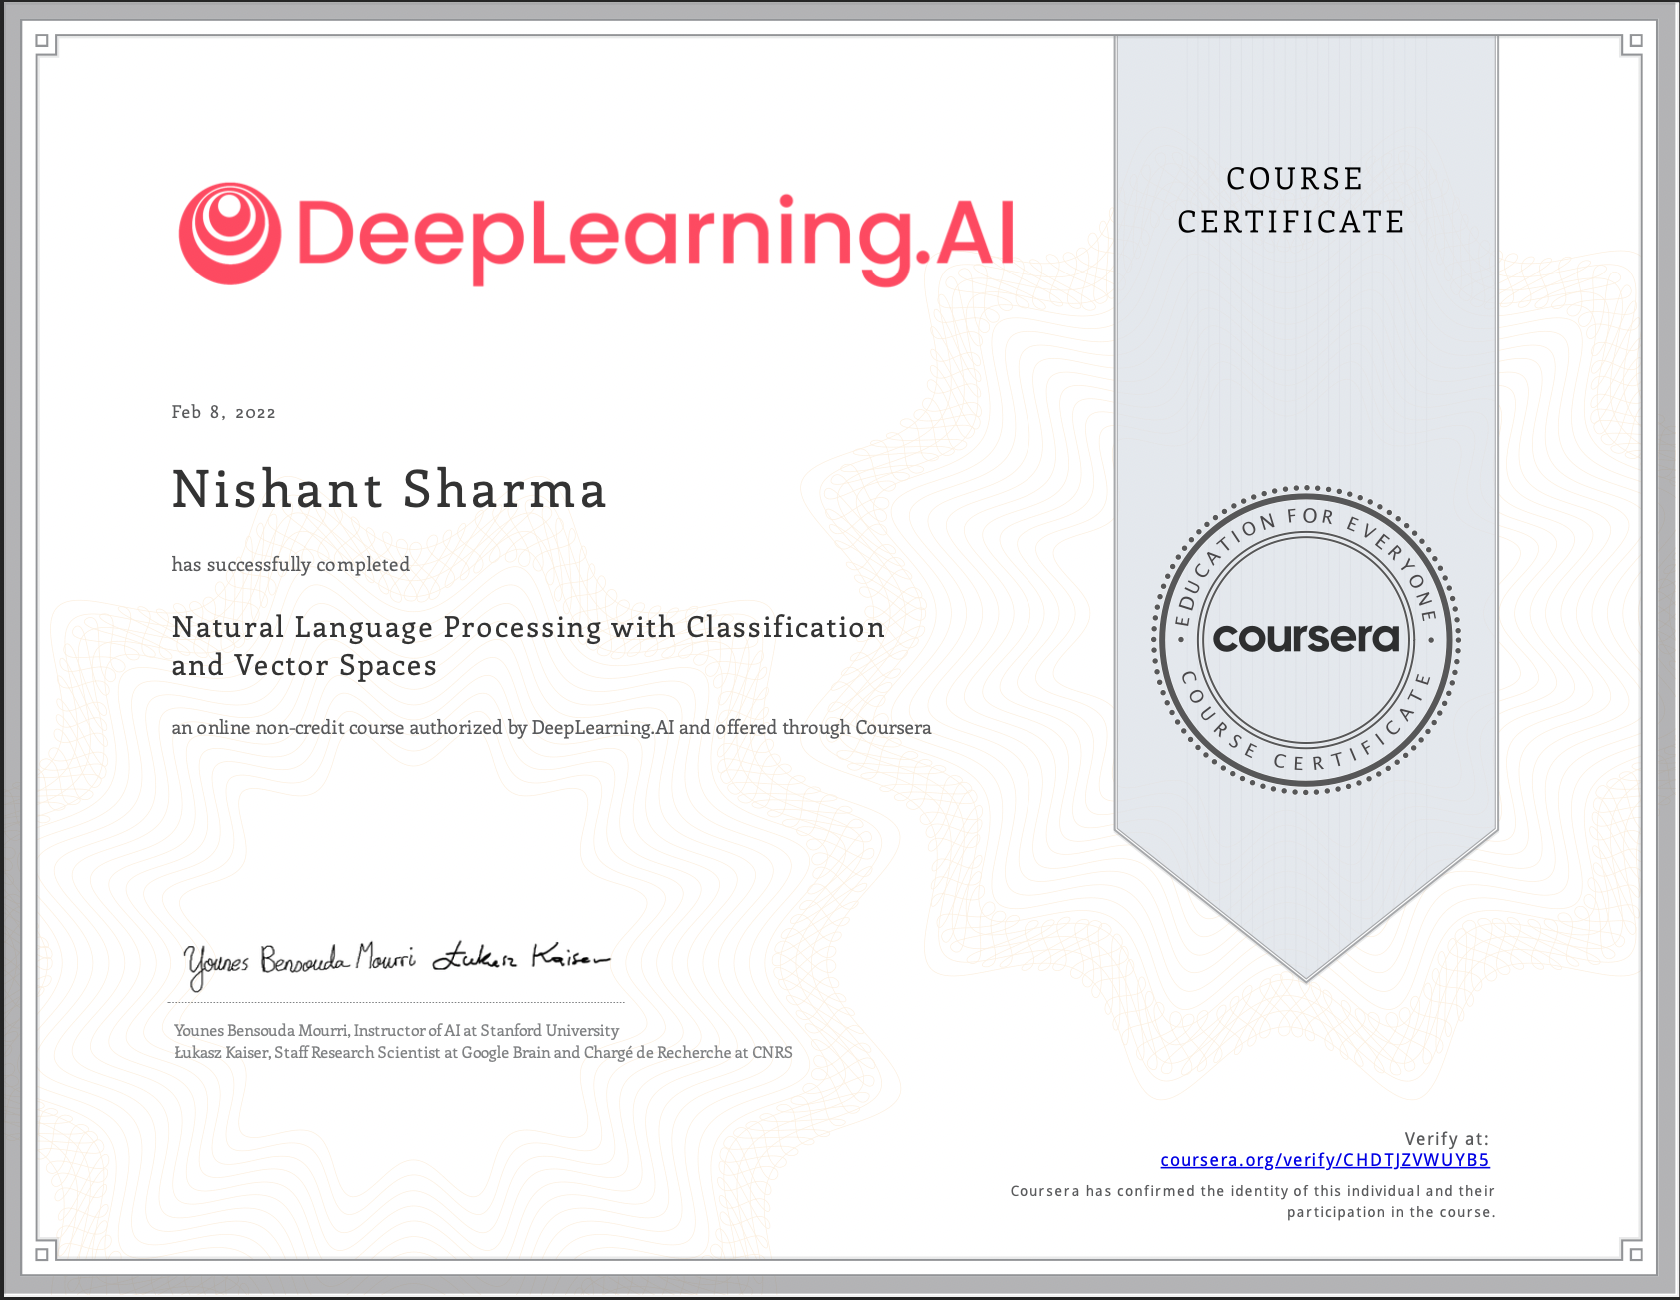 DeepLearning.AI
COURSE
CERTIFICATE
Feb 8, 2022
Nishant Sharma
has successfully completed
Natural Language Processing with Classification
and Vector Spaces
an online non-credit course authorized by DeepLearning.AI and offered through Coursera
EDUCATION FOR EVERYONE
coursera
COURSE CERTIFICATE
Younes Bensouda Mourri Łukasz Kaiser
Younes Bensouda Mourri, Instructor of AI at Stanford University
Łukasz Kaiser, Staff Research Scientist at Google Brain and Chargé de Recherche at CNRS
Verify at:
coursera.org/verify/CHDTJZVWUYB5
Coursera has confirmed the identity of this individual and their
participation in the course.